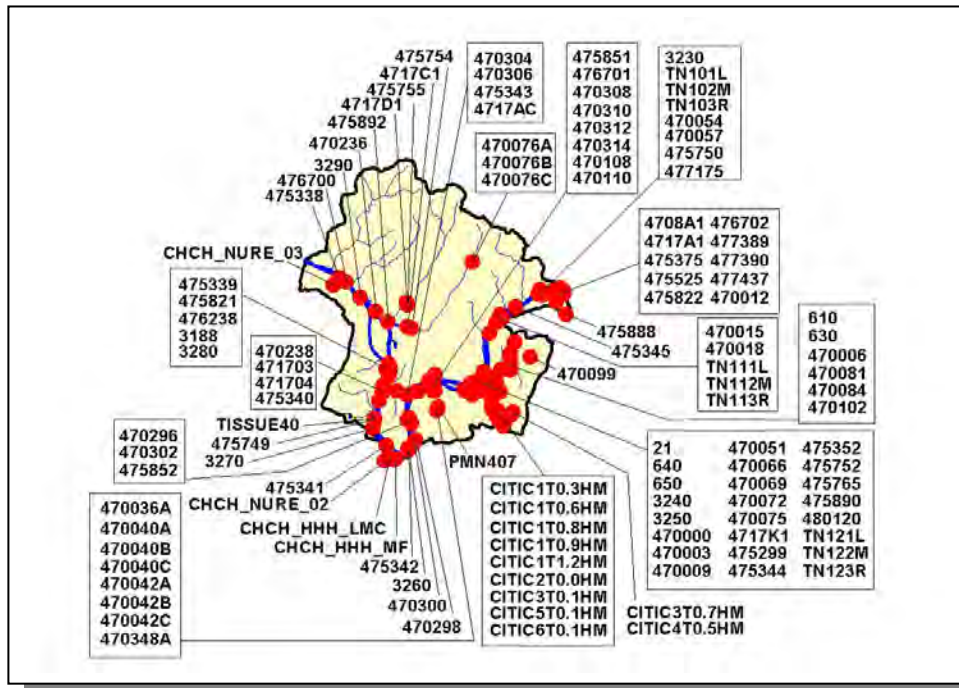 475754
4717C1
475755
4717D1
475892
470236
3290
476700
475338
CHCH_NURE_03
470304
470306
475343
4717AC
470076A
470076B
470076C
475851
476701
470308
470310
470312
470314
470108
470110
3230
TN101L
TN102M
TN103R
470054
470057
475750
477175
4708A1 476702
4717A1 477389
475375 477390
475525 477437
475822 470012
475888
475345
470099
470015
470018
TN111L
TN112M
TN113R
610
630
470006
470081
470084
470102
475339
475821
476238
3188
3280
470238
471703
471704
475340
TISSUE40
475749
3270
470296
470302
475852
475341
CHCH_NURE_02
CHCH_HHH_LMC
CHCH_HHH_MF
475342
3260
470300
470298
470036A
470040A
470040B
470040C
470042A
470042B
470042C
470348A
PMN407
CITIC1T0.3HM
CITIC1T0.6HM
CITIC1T0.8HM
CITIC1T0.9HM
CITIC1T1.2HM
CITIC2T0.0HM
CITIC3T0.1HM
CITIC5T0.1HM
CITIC6T0.1HM
CITIC3T0.7HM
CITIC4T0.5HM
21 470051 475352
640 470066 475752
650 470069 475765
3240 470072 475890
3250 470075 480120
470000 4717K1 TN121L
470003 475299 TN122M
470009 475344 TN123R